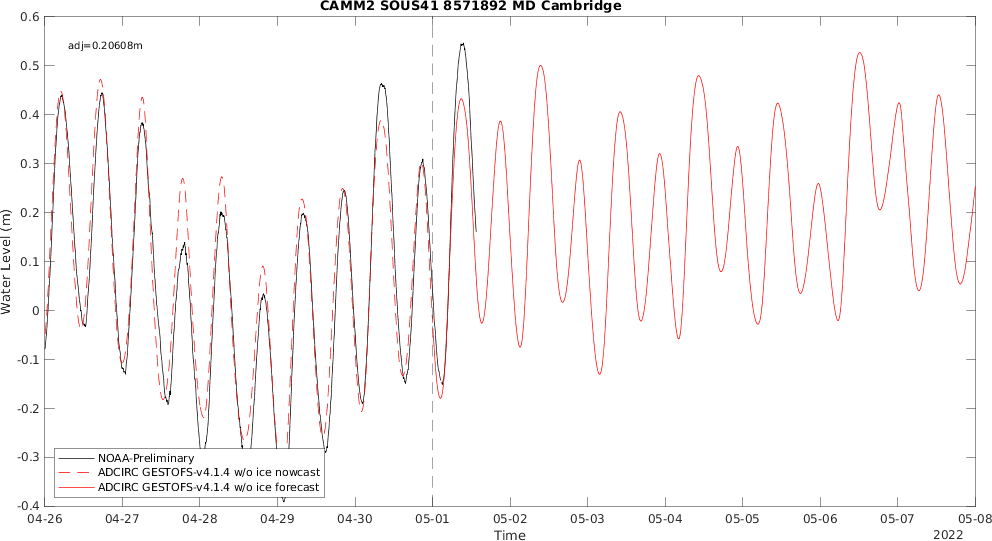 CAMM2 SOUS41 8571892 MD Cambridge
adj=0.20608m
Water Level (m)
0.6
0.5
0.4
0.3
0.2
0.1
0
-0.1
-0.2
-0.3
-0.4
NOAA-Preliminary
ADCIRC GESTOFS-v4.1.4 w/o ice nowcast
ADCIRC GESTOFS-v4.1.4 w/o ice forecast
04-26 04-27 04-28 04-29 04-30 05-01 05-02 05-03 05-04 05-05 05-06 05-07 05-08
Time
2022